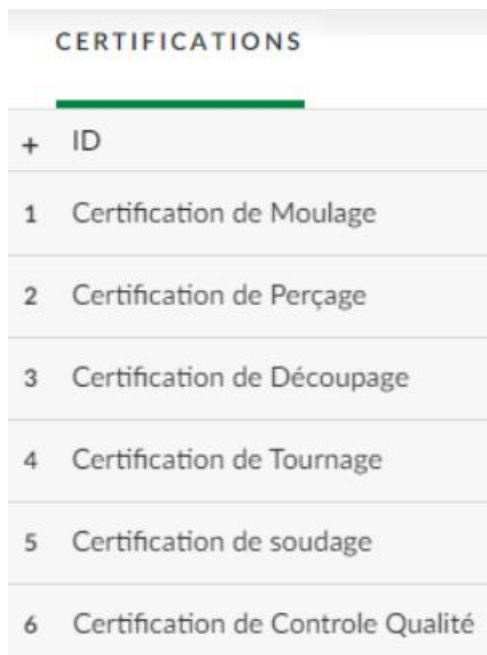 CERTIFICATIONS
+ ID
1 Certification de Moulage
2 Certification de Perçage
3 Certification de Découpage
4 Certification de Tournage
5 Certification de soudage
6 Certification de Controle Qualité